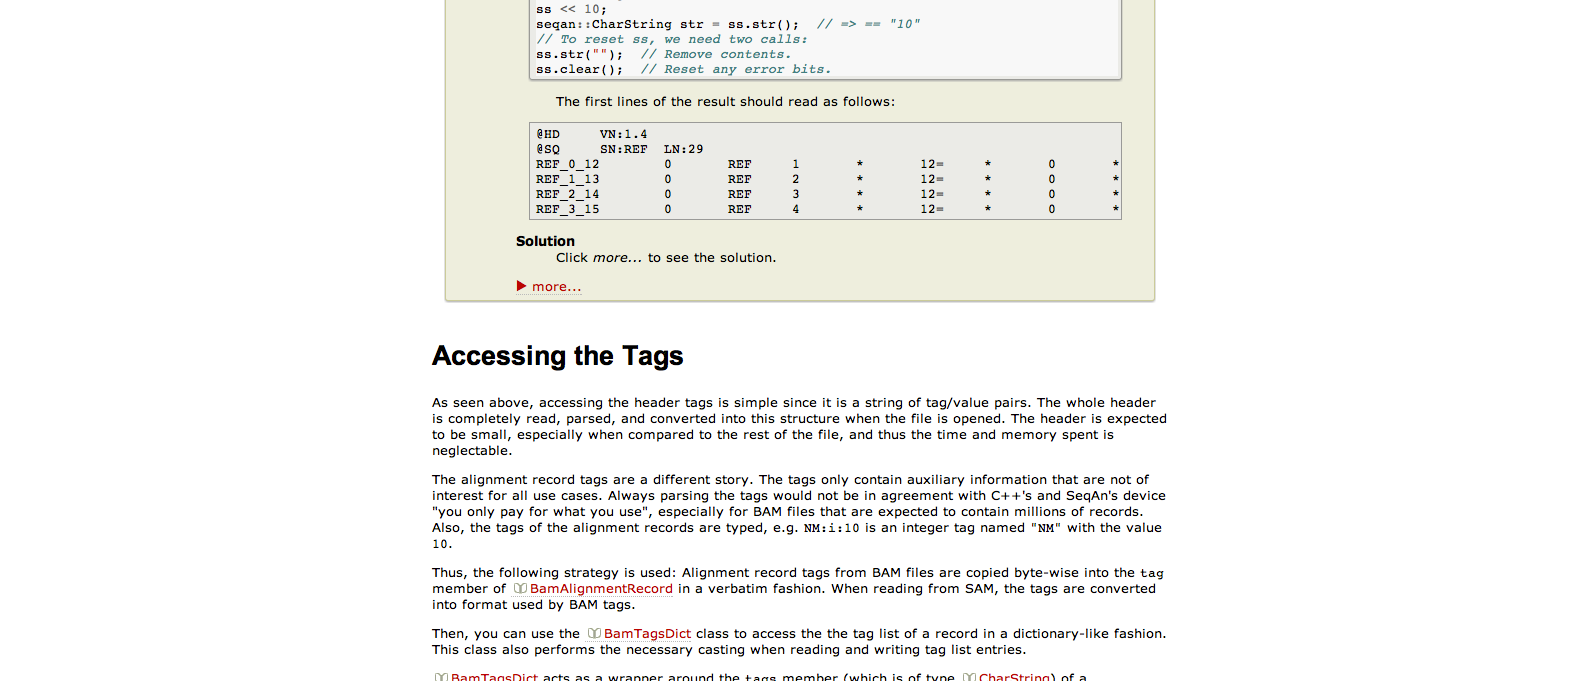 ss << 10;
seqan::CharString str = ss.str();  // => == "10"
// To reset ss, we need two calls:
ss.str("");  // Remove contents.
ss.clear();  // Reset any error bits.
The first lines of the result should read as follows:
@HD     VN:1.4
@SQ     SN:REF  LN:29
REF_0_12        0       REF     1       *       12=     *       0       *
REF_1_13        0       REF     2       *       12=     *       0       *
REF_2_14        0       REF     3       *       12=     *       0       *
REF_3_15        0       REF     4       *       12=     *       0       *
Solution
Click more... to see the solution.
more...
Accessing the Tags
As seen above, accessing the header tags is simple since it is a string of tag/value pairs. The whole header
is completely read, parsed, and converted into this structure when the file is opened. The header is expected
to be small, especially when compared to the rest of the file, and thus the time and memory spent is
neglectable.
The alignment record tags are a different story. The tags only contain auxiliary information that are not of
interest for all use cases. Always parsing the tags would not be in agreement with C++'s and SeqAn's device
"you only pay for what you use", especially for BAM files that are expected to contain millions of records.
Also, the tags of the alignment records are typed, e.g. NM:i:10 is an integer tag named "NM" with the value
10.
Thus, the following strategy is used: Alignment record tags from BAM files are copied byte-wise into the tag
member of BamAlignmentRecord in a verbatim fashion. When reading from SAM, the tags are converted
into format used by BAM tags.
Then, you can use the BamTagsDict class to access the the tag list of a record in a dictionary-like fashion.
This class also performs the necessary casting when reading and writing tag list entries.
BamTagsDict acts as a wrapper around the tags member (which is of type CharString) of a